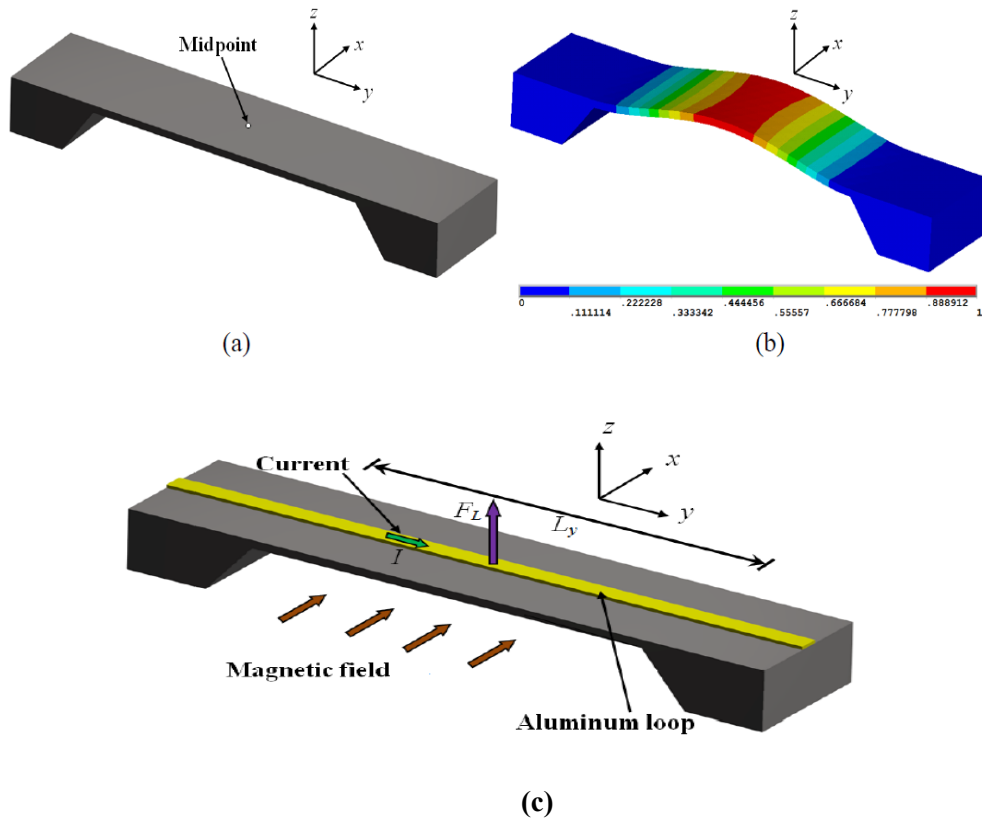 z
x
y
Midpoint
(a)
z
x
y
0 .222228 .444456 .666684 .888912
.111114 .333342 .55557 .777798 1
(b)
z
x
y
Current
F_L
L_y
I
Magnetic field
Aluminum loop
(c)